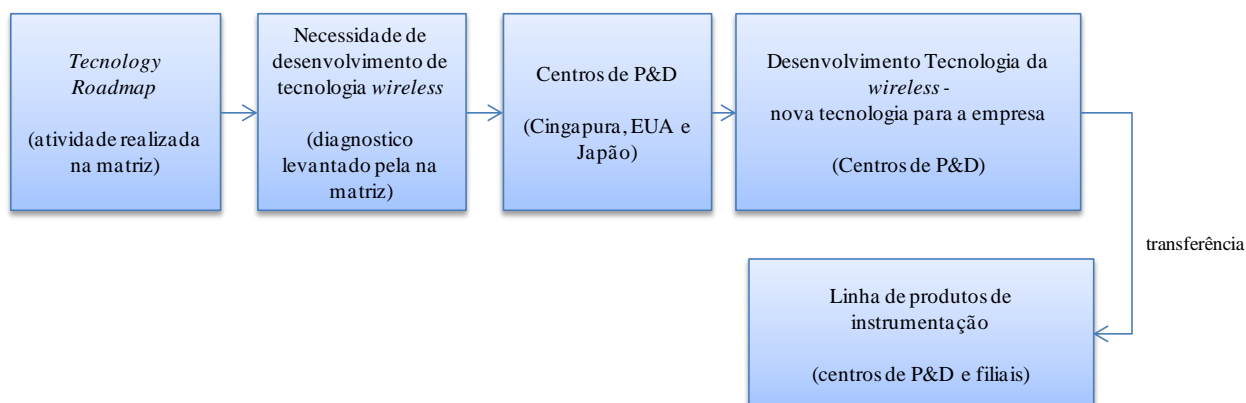 Tecnology
Roadmap
(atividade realizada
na matriz)
Necessidade de
desenvolvimento de
tecnologia wireless
(diagnostico
levantado pela na
matriz)
Centros de P&D
(Cingapura, EUA e
Japão)
Desenvolvimento Tecnologia da
wireless -
nova tecnologia para a empresa
(Centros de P&D)
transferência
Linha de produtos de
instrumentação
(centros de P&D e filiais)